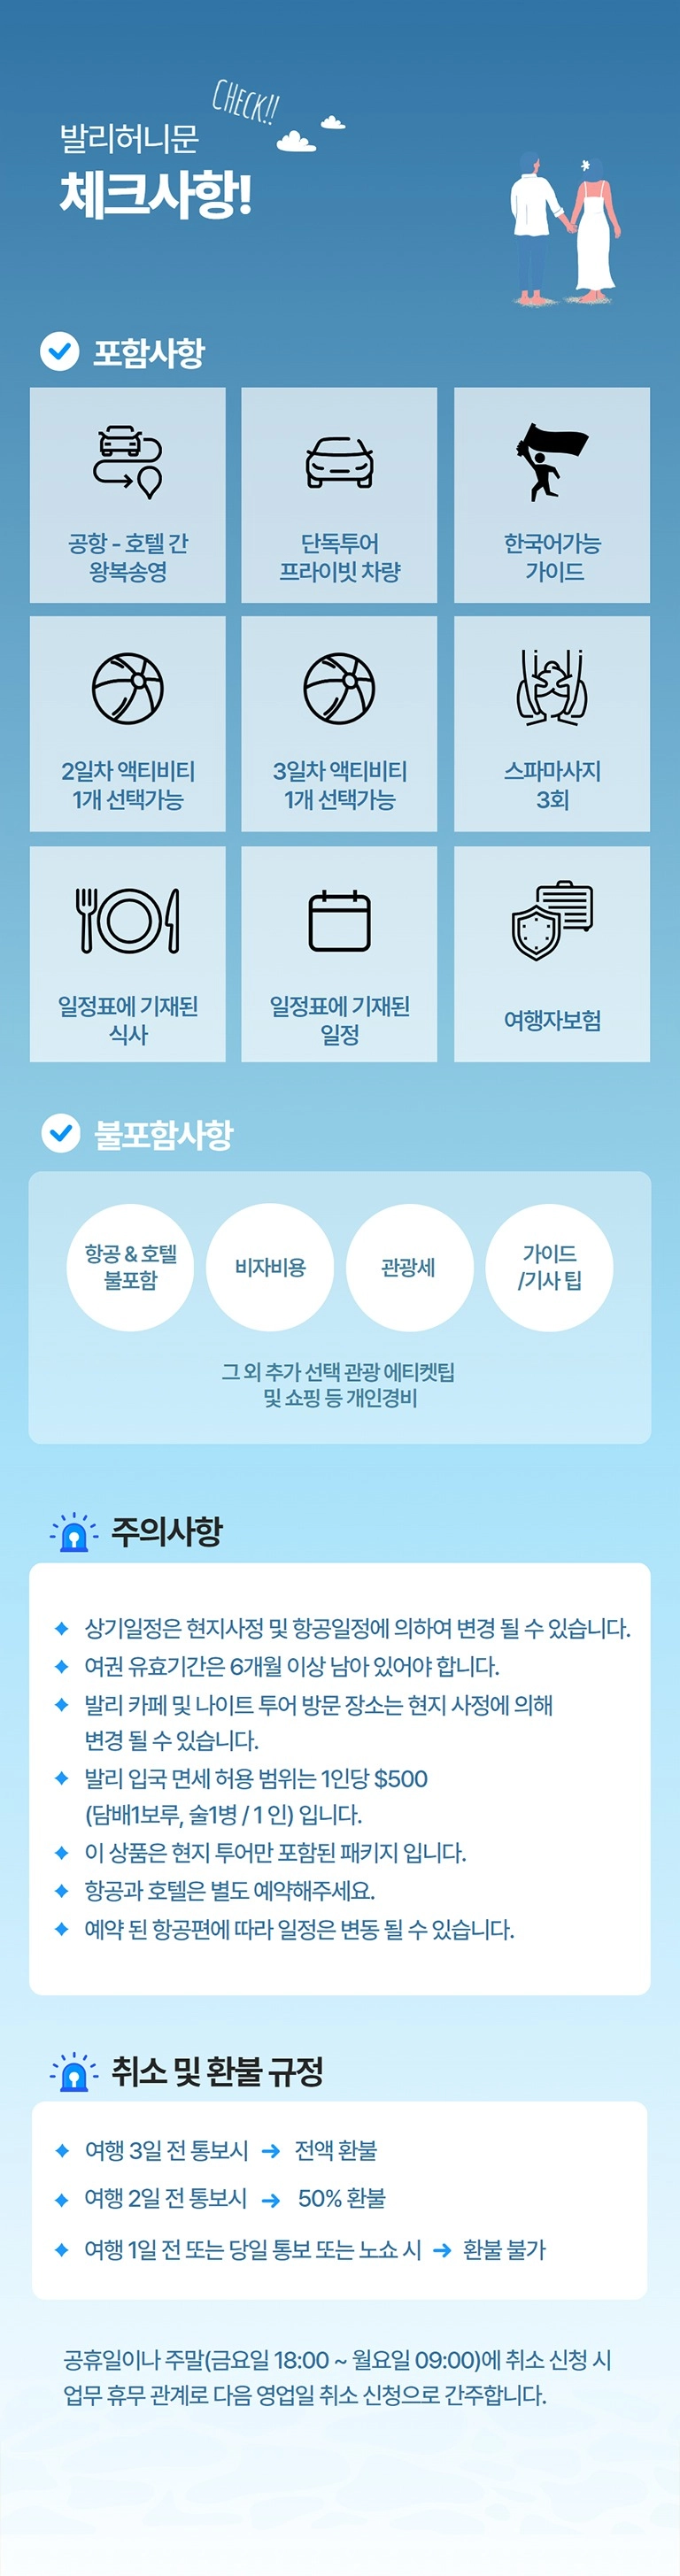 CHECK!!
발리허니문
체크사항!
포함사항
공항 - 호텔 간
왕복송영
단독투어
프라이빗 차량
한국어가능
가이드
2일차 액티비티
1개 선택가능
3일차 액티비티
1개 선택가능
스파마사지
3회
일정표에 기재된
식사
일정표에 기재된
일정
여행자보험
불포함사항
항공 & 호텔
불포함
비자비용
관광세
가이드
/기사 팁
그 외 추가 선택 관광 에티켓팁
및 쇼핑 등 개인경비
주의사항
상기일정은 현지사정 및 항공일정에 의하여 변경 될 수 있습니다.
여권 유효기간은 6개월 이상 남아 있어야 합니다.
발리 카페 및 나이트 투어 방문 장소는 현지 사정에 의해
변경 될 수 있습니다.
발리 입국 면세 허용 범위는 1인당 $500
(담배1보루, 술1병 / 1 인) 입니다.
이 상품은 현지 투어만 포함된 패키지 입니다.
항공과 호텔은 별도 예약해주세요.
예약 된 항공편에 따라 일정은 변동 될 수 있습니다.
취소 및 환불 규정
여행 3일 전 통보시 ➔ 전액 환불
여행 2일 전 통보시 ➔ 50% 환불
여행 1일 전 또는 당일 통보 또는 노쇼 시 ➔ 환불 불가
공휴일이나 주말(금요일 18:00 ~ 월요일 09:00)에 취소 신청 시
업무 휴무 관계로 다음 영업일 취소 신청으로 간주합니다.